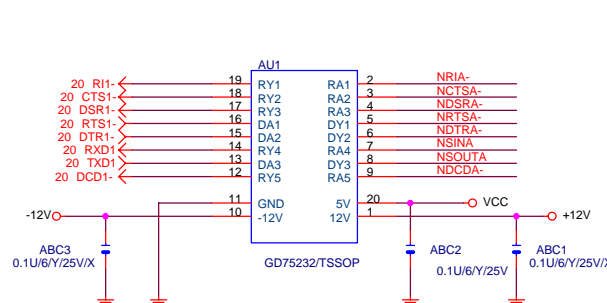 AU1
20 RI1- 19 RY1 RA1 2 NRIA-
20 CTS1- 18 RY2 RA2 3 NCTSA-
20 DSR1- 17 RY3 RA3 4 NDSRA-
20 RTS1- 16 DA1 DY1 5 NRTSA-
20 DTR1- 15 DA2 DY2 6 NDTRA-
20 RXD1 14 RY4 RA4 7 NSINA
20 TXD1 13 DA3 DY3 8 NSOUTA
20 DCD1- 12 RY5 RA5 9 NDCDA-
11 GND 5V 20 VCC
-12V 10 -12V 12V 1 +12V
ABC3 ABC2 ABC1
0.1U/6/Y/25V/X GD75232/TSSOP 0.1U/6/Y/25V 0.1U/6/Y/25V/X